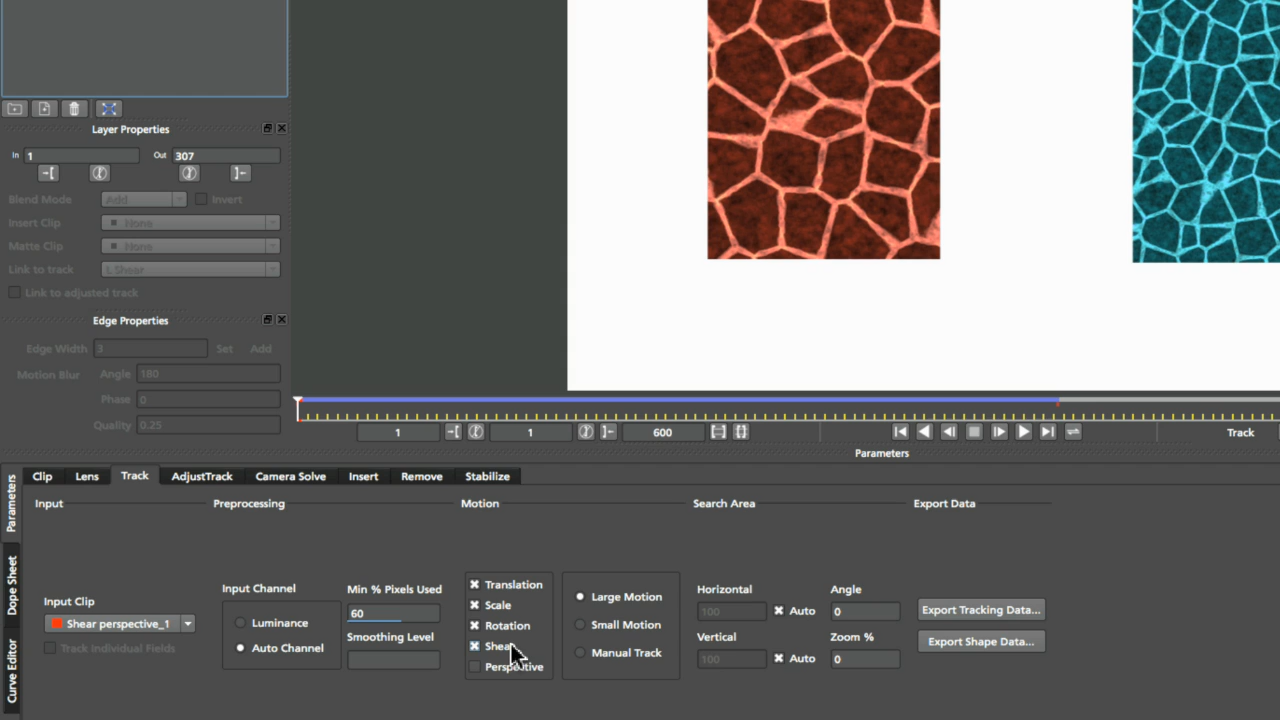 Layer Properties
In 1 Out 307
Blend Mode Add Invert
Insert Clip None
Matte Clip None
Link to track L Shear
Link to adjusted track
Edge Properties
Edge Width 3 Set Add
Motion Blur Angle 180
Phase 0
Quality 0.25
1 1 600 Track
Parameters
Clip Lens Track AdjustTrack Camera Solve Insert Remove Stabilize
Parameters
Dope Sheet
Curve Editor
Input Preprocessing Motion Search Area Export Data
Input Clip
Shear perspective_1
Track Individual Fields
Input Channel
Luminance
Auto Channel
Min % Pixels Used
60
Smoothing Level
Translation
Scale
Rotation
Shear
Perspective
Large Motion
Small Motion
Manual Track
Horizontal Angle
100 Auto 0
Vertical Zoom %
100 Auto 0
Export Tracking Data...
Export Shape Data...